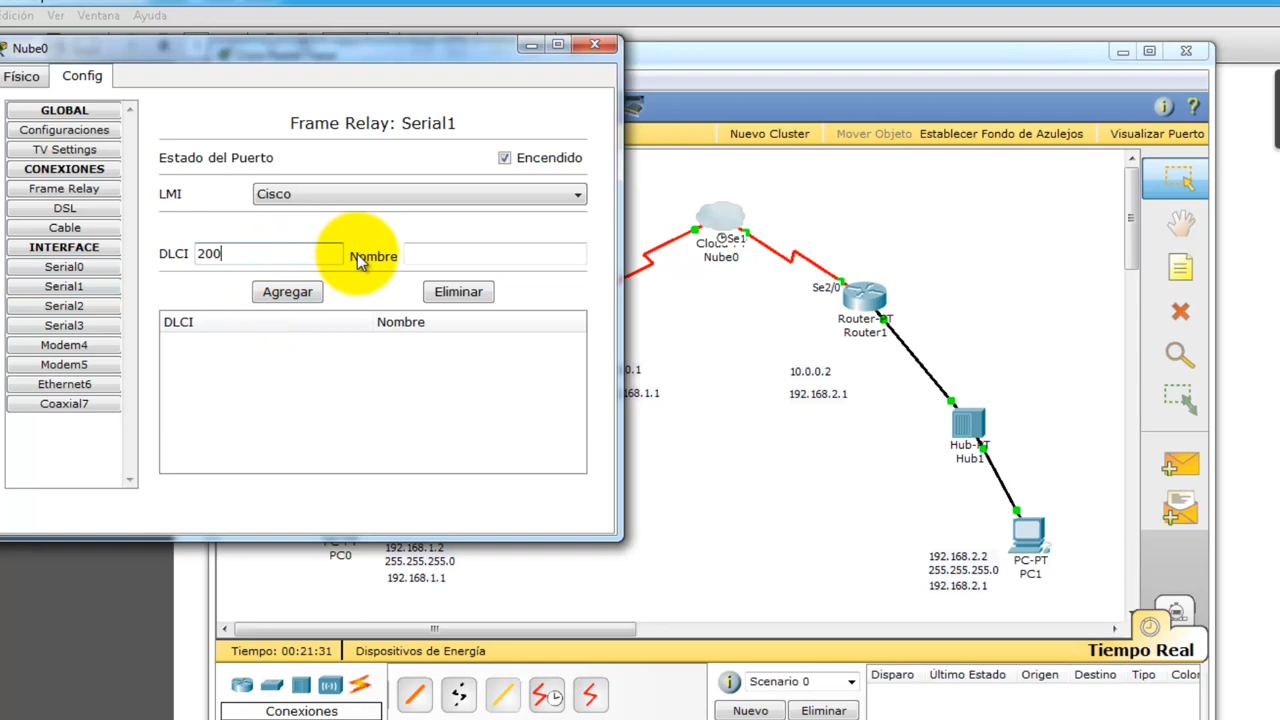 Edición Ver Ventana Ayuda
Nube0
Físico Config
GLOBAL
Configuraciones
TV Settings
CONEXIONES
Frame Relay
DSL
Cable
INTERFACE
Serial0
Serial1
Serial2
Serial3
Modem4
Modem5
Ethernet6
Coaxial7
Frame Relay: Serial1
Estado del Puerto Encendido
LMI Cisco
DLCI 200 Nombre
Agregar Eliminar
DLCI Nombre
Nuevo Cluster Mover Objeto Establecer Fondo de Azulejos Visualizar Puerto
Se1
Nube0
Se2/0
Router-PT
Router1
0.1
168.1.1
10.0.0.2
192.168.2.1
Hub-PT
Hub1
PC0
192.168.1.2
255.255.255.0
192.168.1.1
192.168.2.2
255.255.255.0
192.168.2.1
PC-PT
PC1
Tiempo: 00:21:31 Dispositivos de Energía Tiempo Real
Conexiones
Scenario 0
Nuevo Eliminar
Disparo Último Estado Origen Destino Tipo Color